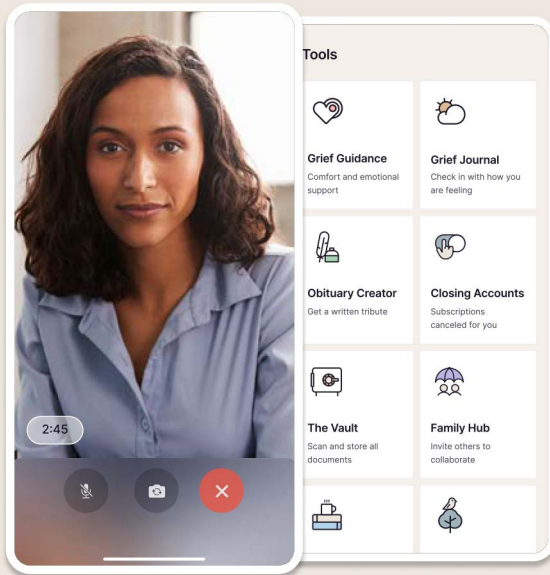 Tools
Grief Guidance
Comfort and emotional
support
Grief Journal
Check in with how you
are feeling
Obituary Creator
Get a written tribute
Closing Accounts
Subscriptions
canceled for you
The Vault
Scan and store all
documents
Family Hub
Invite others to
collaborate
2:45